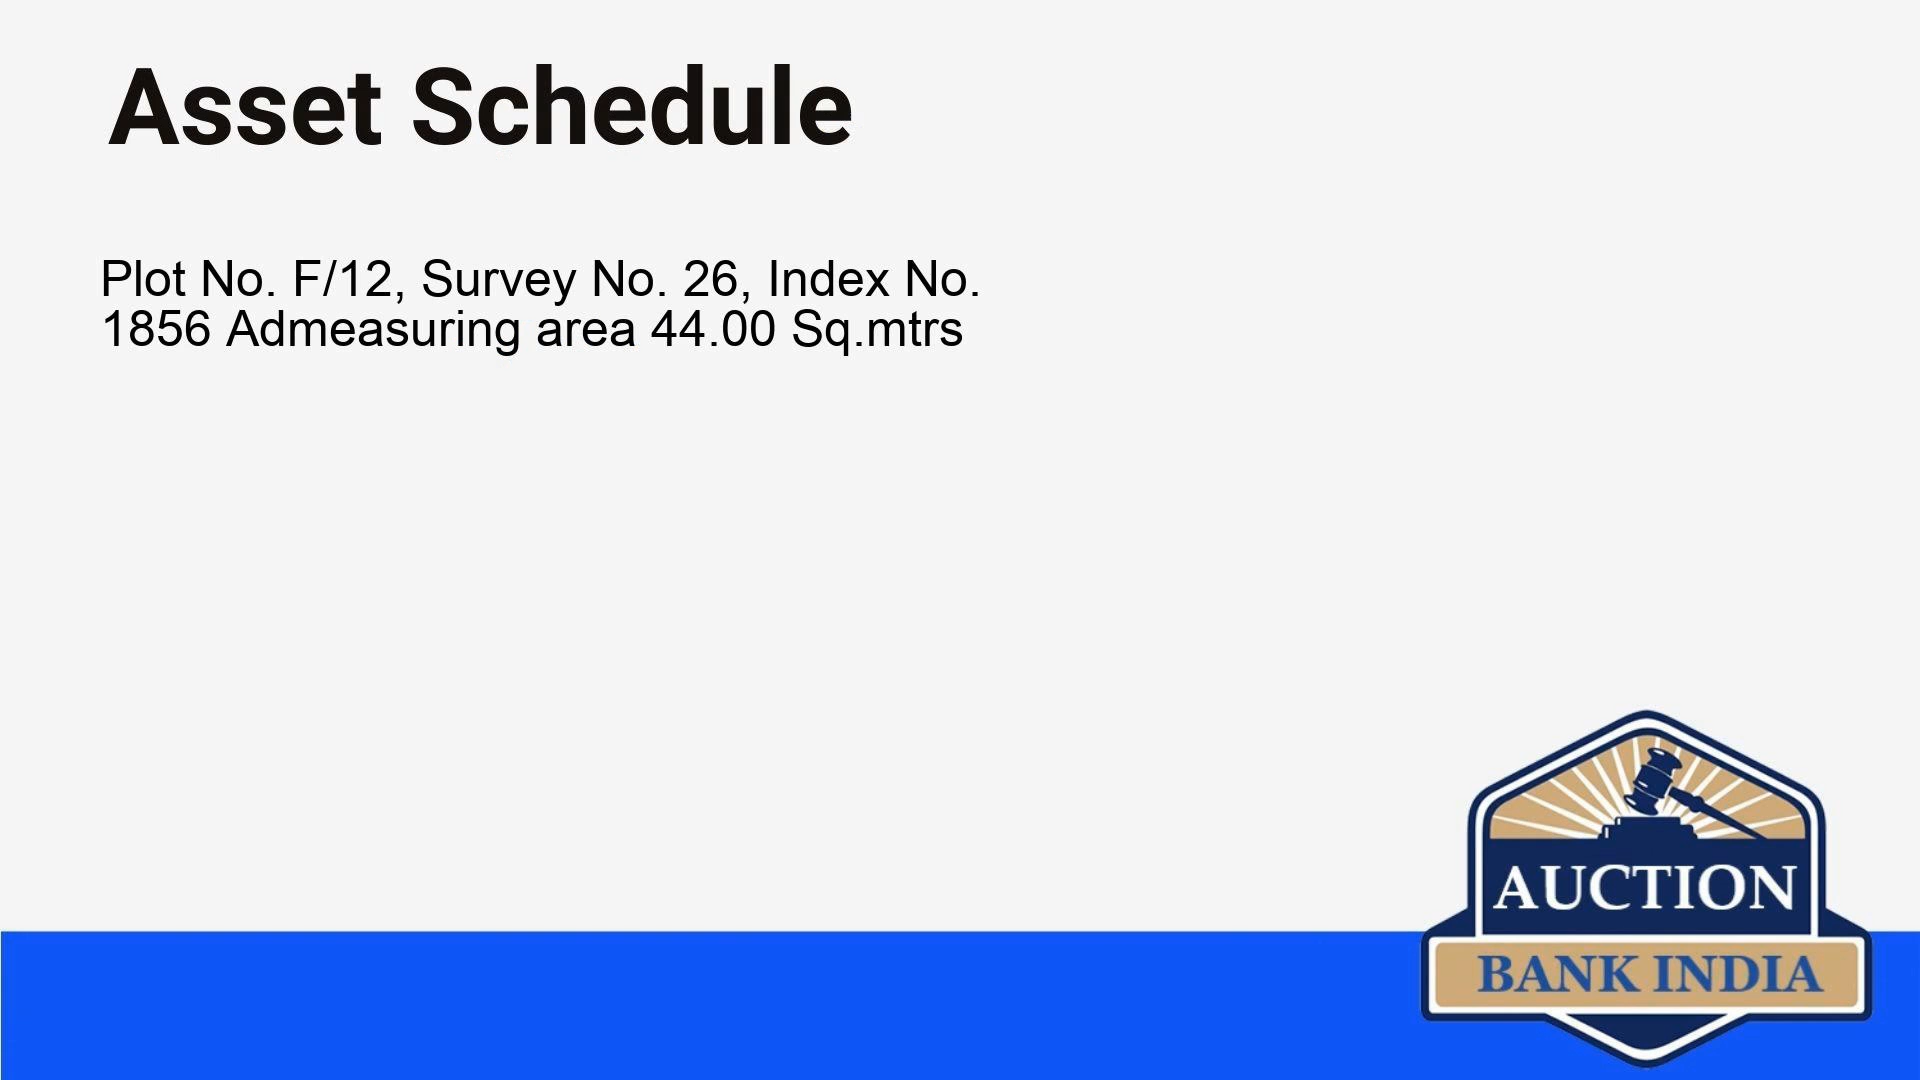 Asset Schedule
Plot No. F/12, Survey No. 26, Index No.
1856 Admeasuring area 44.00 Sq.mtrs
AUCTION
BANK INDIA